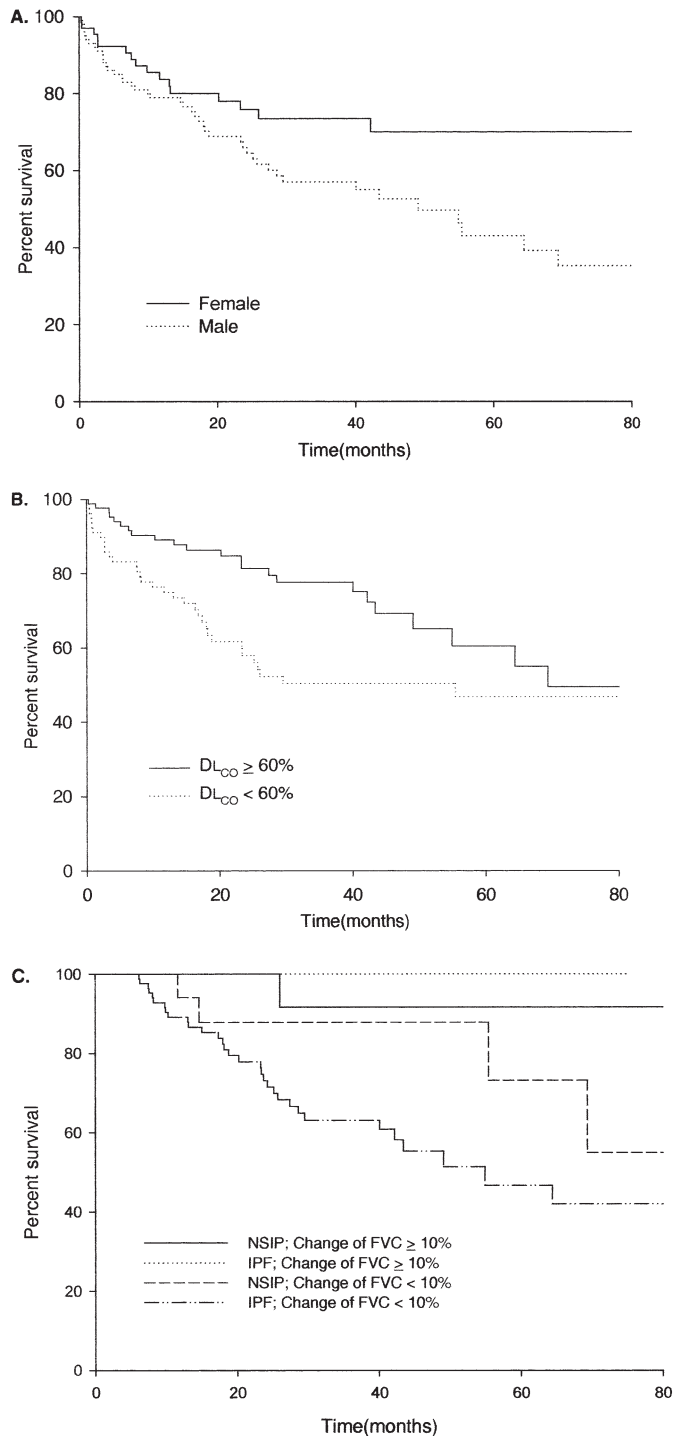 A.
100
80
60
40
20
0
Percent survival
Female
Male
0 20 40 60 80
Time(months)
B.
100
80
60
40
20
0
Percent survival
DLCO ≥ 60%
DLCO < 60%
0 20 40 60 80
Time(months)
C.
100
80
60
40
20
0
Percent survival
NSIP; Change of FVC ≥ 10%
IPF; Change of FVC ≥ 10%
NSIP; Change of FVC < 10%
IPF; Change of FVC < 10%
0 20 40 60 80
Time(months)